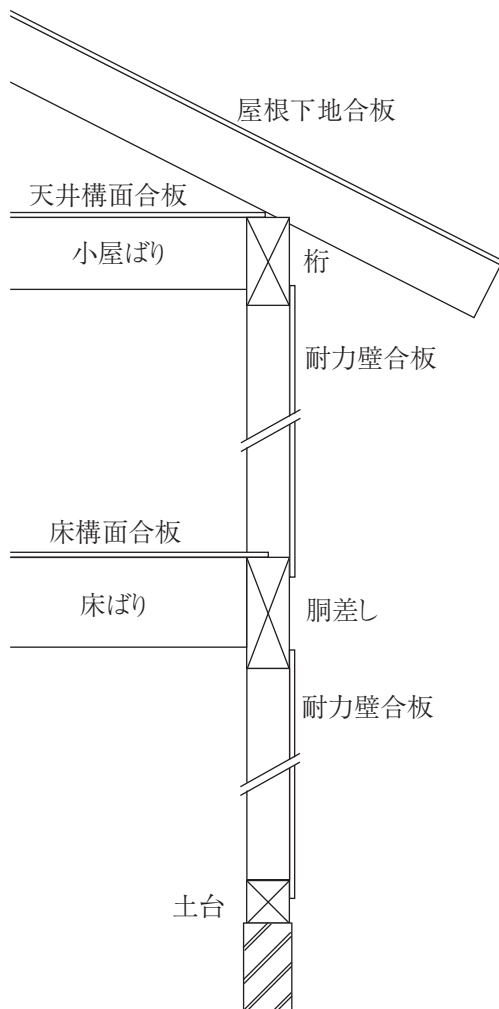 屋根下地合板
天井構面合板
小屋ばり
桁
耐力壁合板
床構面合板
床ばり
胴差し
耐力壁合板
土台